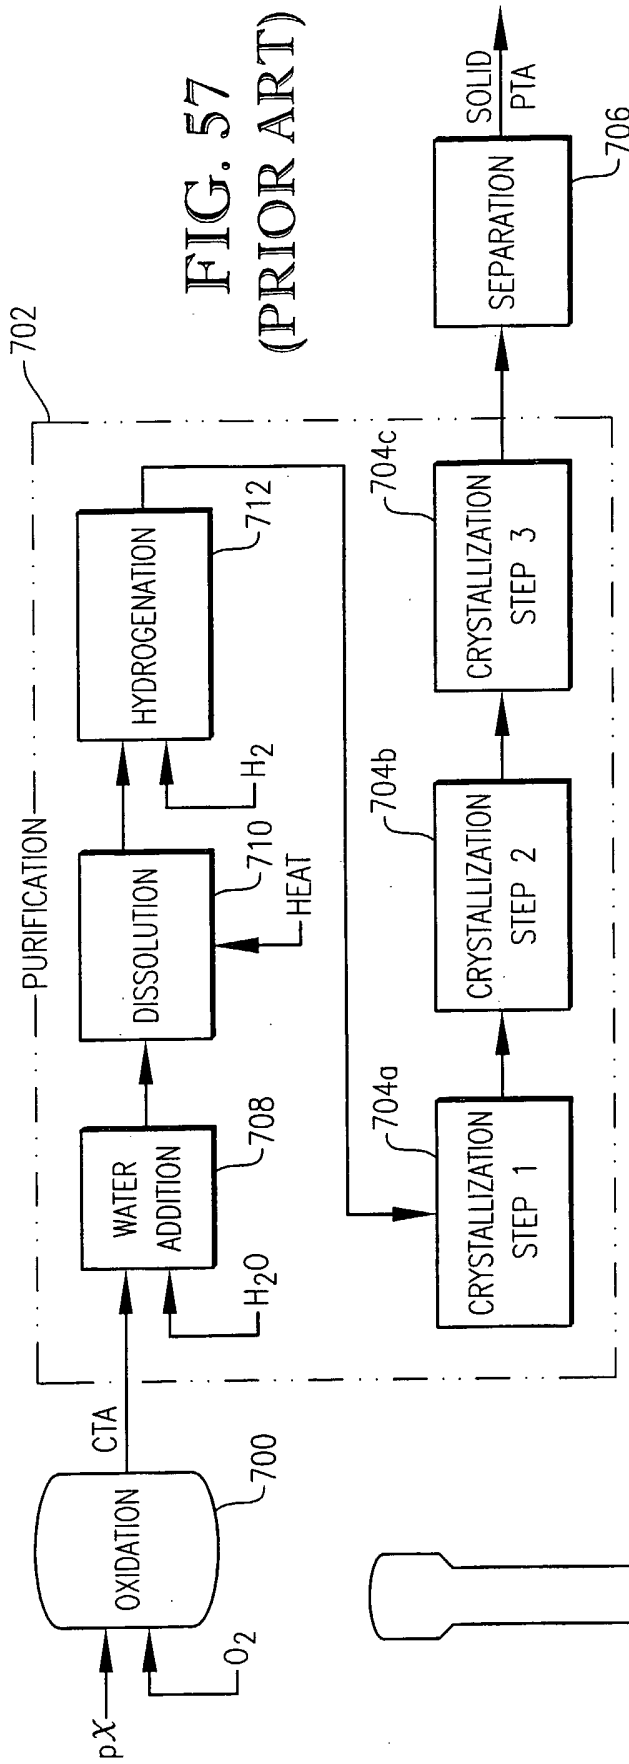 FIG. 57
(PRIOR ART)
702
PURIFICATION
pX
O2
OXIDATION
700
CTA
H2O
WATER
ADDITION
708
DISSOLUTION
710
HEAT
H2
HYDROGENATION
712
CRYSTALLIZATION
STEP 1
704a
CRYSTALLIZATION
STEP 2
704b
CRYSTALLIZATION
STEP 3
704c
SEPARATION
706
SOLID
PTA